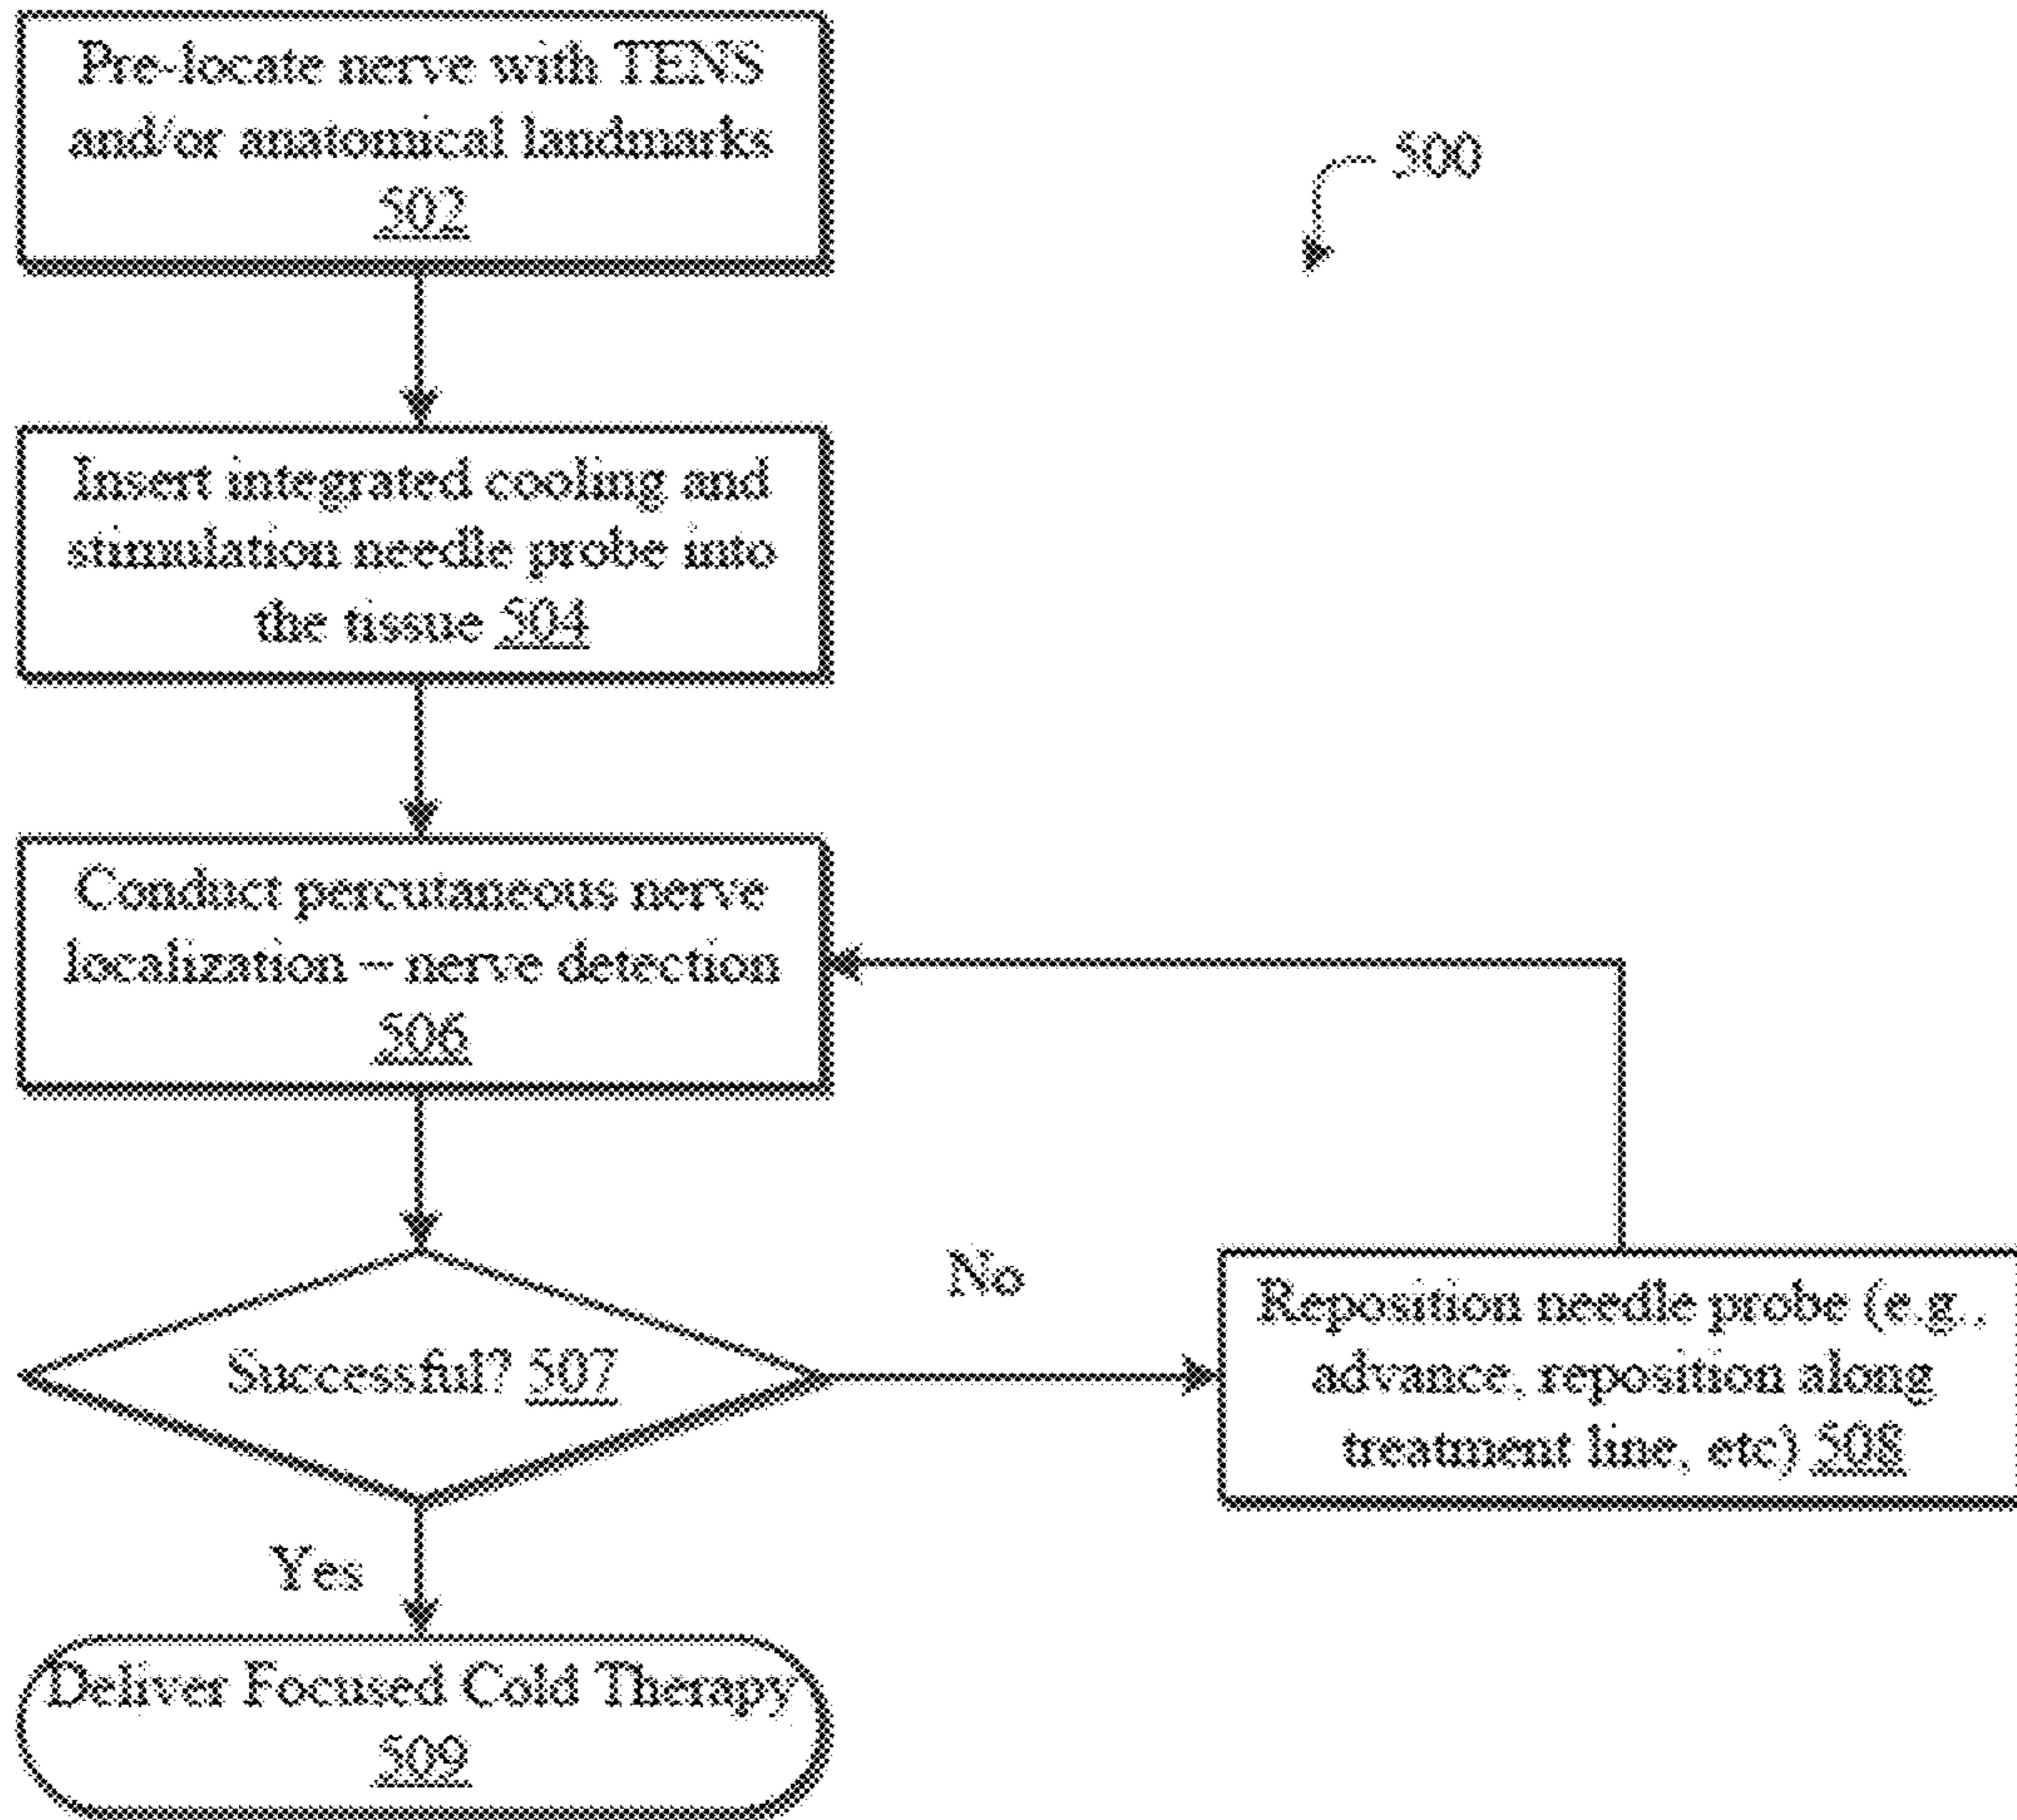 Pre-locate nerve with TENS
and/or anatomical landmarks
502
500
Insert integrated cooling and
stimulation needle probe into
the tissue 504
Conduct percutaneous nerve
localization – nerve detection
506
No
Successful? 507
Reposition needle probe (e.g.,
advance, reposition along
treatment line, etc) 508
Yes
Deliver Focused Cold Therapy
509